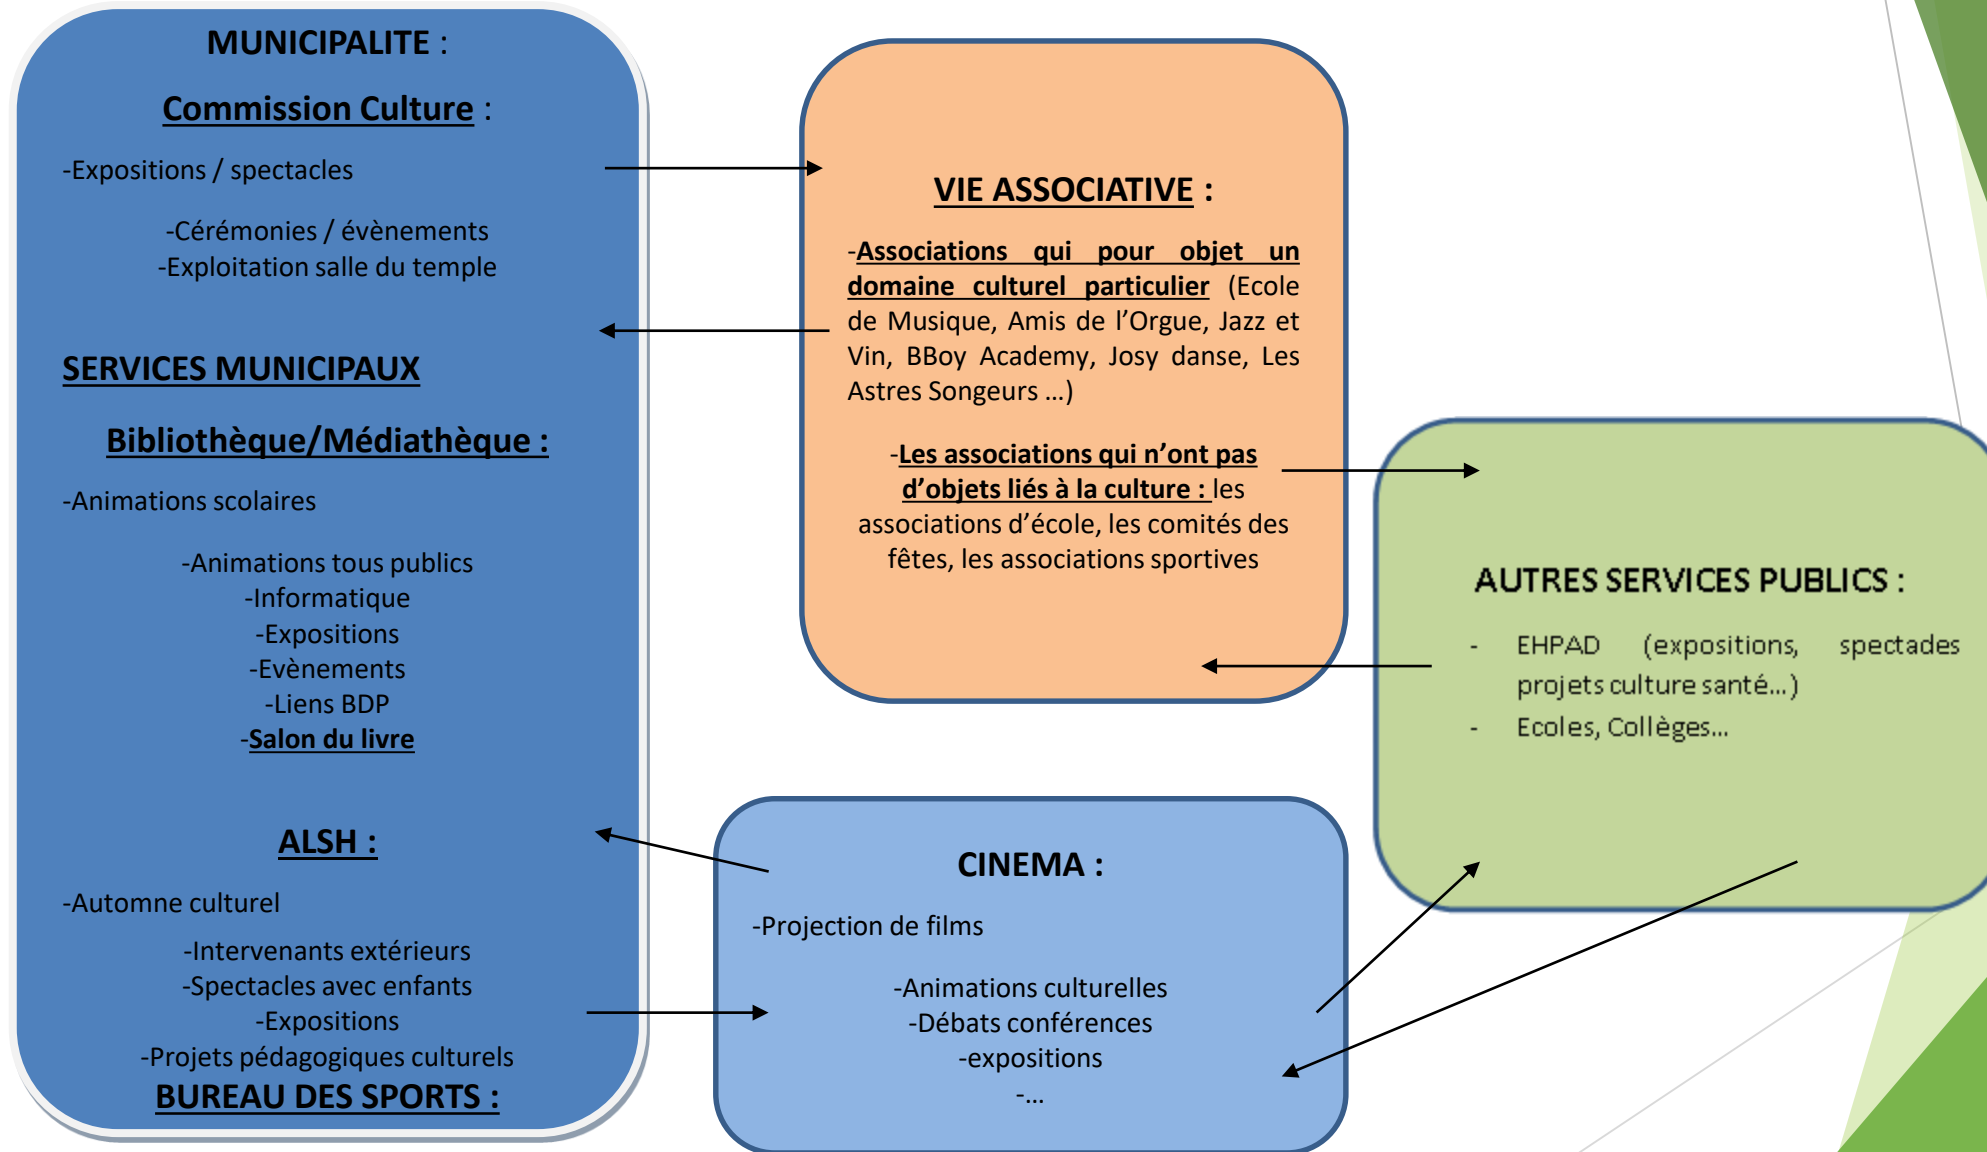 MUNICIPALITE :
Commission Culture :
-Expositions / spectacles
-Cérémonies / évènements
-Exploitation salle du temple
SERVICES MUNICIPAUX
Bibliothèque/Médiathèque :
-Animations scolaires
-Animations tous publics
-Informatique
-Expositions
-Evènements
-Liens BDP
-Salon du livre
ALSH :
-Automne culturel
-Intervenants extérieurs
-Spectacles avec enfants
-Expositions
-Projets pédagogiques culturels
BUREAU DES SPORTS :
VIE ASSOCIATIVE :
-Associations qui pour objet un
domaine culturel particulier (Ecole
de Musique, Amis de l’Orgue, Jazz et
Vin, BBoy Academy, Josy danse, Les
Astres Songeurs …)
-Les associations qui n’ont pas
d’objets liés à la culture : les
associations d’école, les comités des
fêtes, les associations sportives
CINEMA :
-Projection de films
-Animations culturelles
-Débats conférences
-expositions
-…
AUTRES SERVICES PUBLICS :
- EHPAD (expositions, spectades
projets culture santé…)
- Ecoles, Collèges…